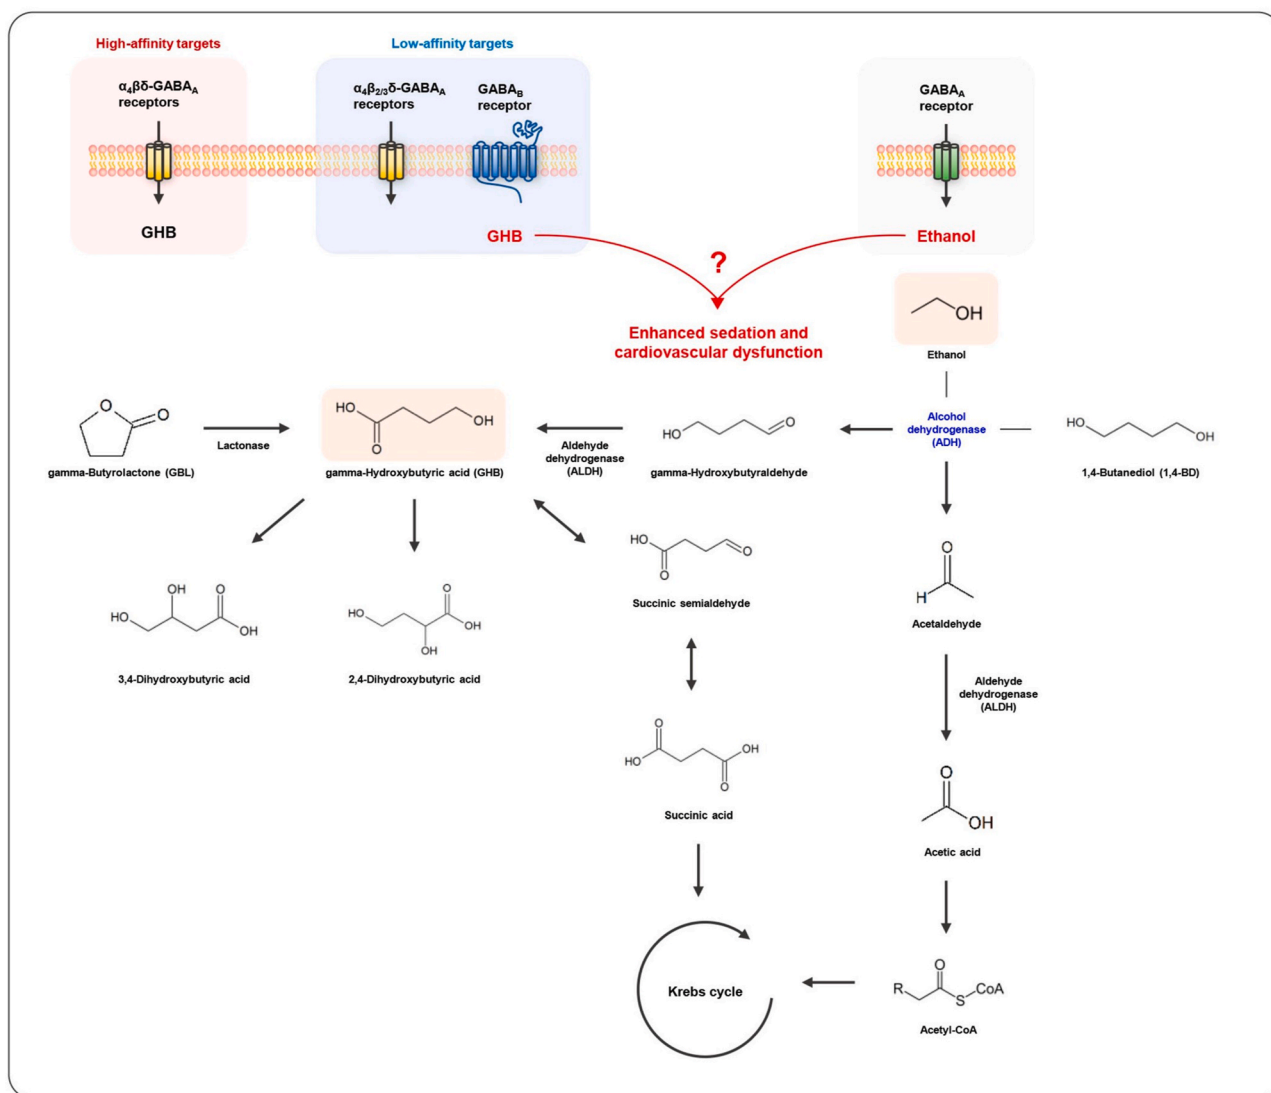 High-affinity targets
Low-affinity targets
α₄βδ-GABA_A
receptors
α₄β₂/₃δ-GABA_A
receptors
GABA_B
receptor
GABA_A
receptor
GHB
GHB
Ethanol
?
Enhanced sedation and
cardiovascular dysfunction
OH
Ethanol
O
O
Lactonase
gamma-Butyrolactone (GBL)
HO
O
OH
gamma-Hydroxybutyric acid (GHB)
Aldehyde
dehydrogenase
(ALDH)
HO
O
gamma-Hydroxybutyraldehyde
Alcohol
dehydrogenase
(ADH)
HO
OH
1,4-Butanediol (1,4-BD)
OH
O
HO
OH
3,4-Dihydroxybutyric acid
O
HO
OH
OH
2,4-Dihydroxybutyric acid
HO
O
O
Succinic semialdehyde
O
H
Acetaldehyde
Aldehyde
dehydrogenase
(ALDH)
O
OH
HO
O
Succinic acid
O
OH
Acetic acid
Krebs cycle
O
R
S
CoA
Acetyl-CoA